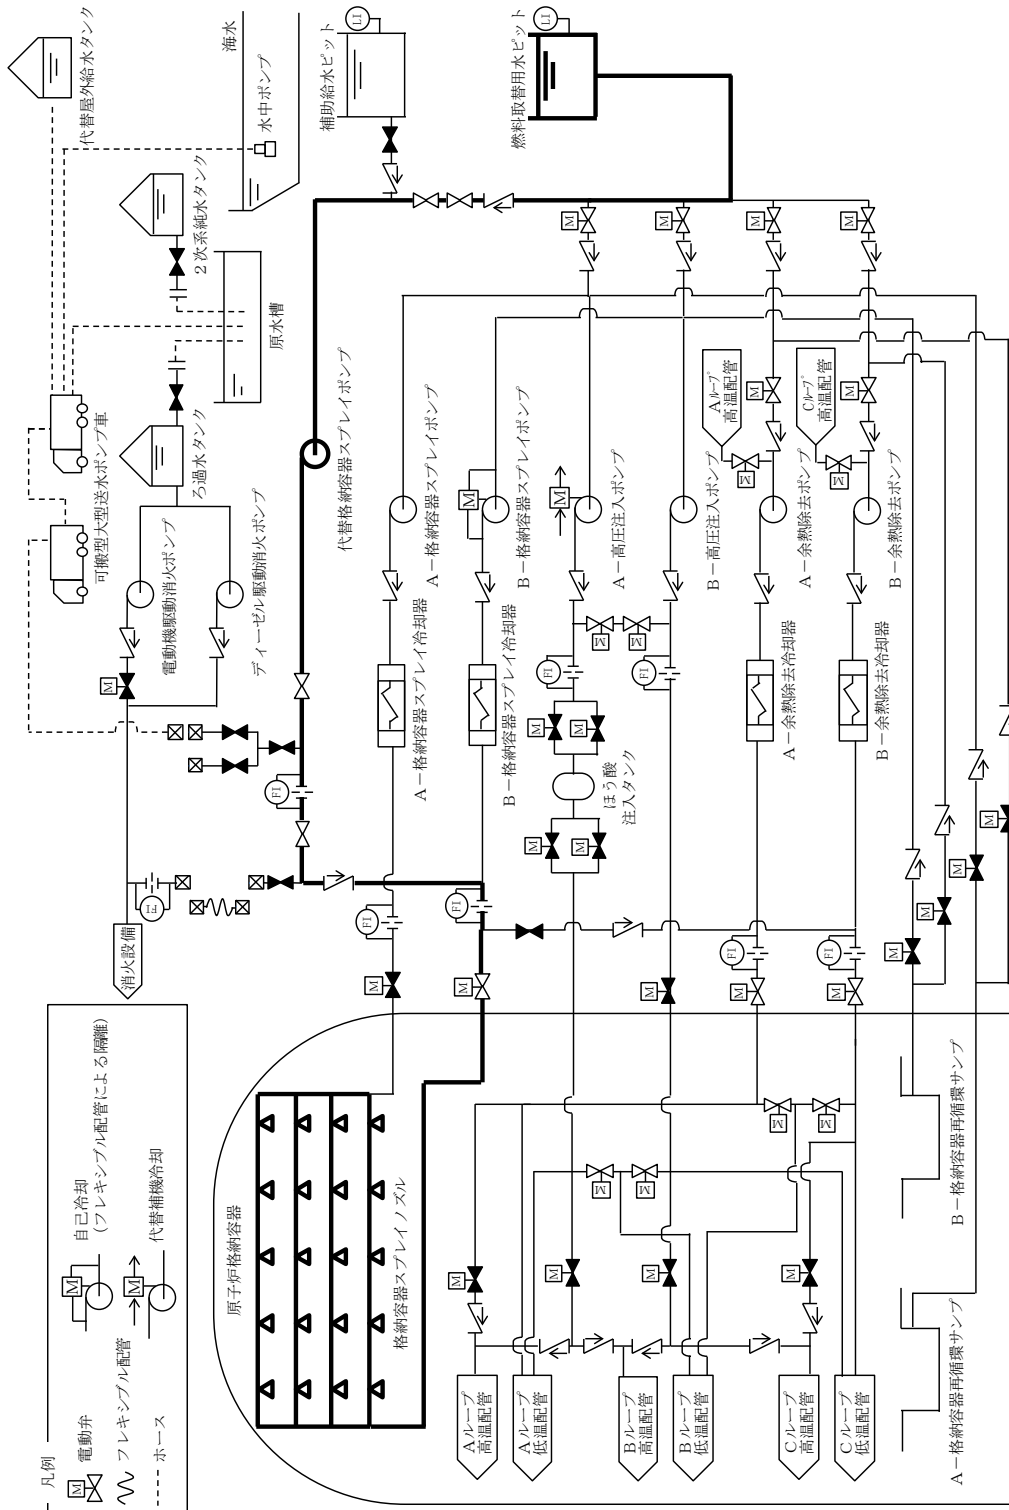 代替屋外給水タンク
海水
水中ポンプ
LI
補助給水ピット
LI
燃料取替用水ピット
2次系純水タンク
原水槽
ろ過水タンク
可搬型大型送水ポンプ車
電動機駆動消火ポンプ
ディーゼル駆動消火ポンプ
代替格納容器スプレイポンプ
M
M
M
M
Aループ
高温配管
M
Cループ
高温配管
M
M
M
M
M
A-格納容器スプレイポンプ
B-格納容器スプレイポンプ
A-高圧注入ポンプ
B-高圧注入ポンプ
A-余熱除去ポンプ
B-余熱除去ポンプ
A-格納容器スプレイ冷却器
B-格納容器スプレイ冷却器
A-余熱除去冷却器
B-余熱除去冷却器
M
M
M
FI
FI
M
M
ほう酸
注入タンク
M
M
FI
FI
消火設備
FI
FI
FI
FI
M
M
M
M
M
M
M
M
M
M
原子炉格納容器
格納容器スプレイノズル
M
M
M
M
M
M
M
M
Aループ
高温配管
Aループ
低温配管
Bループ
高温配管
Bループ
低温配管
Cループ
高温配管
Cループ
低温配管
B-格納容器再循環サンプ
A-格納容器再循環サンプ
凡例
M
電動弁
フレキシブル配管
ホース
M
自己冷却
(フレキシブル配管による隔離)
M
代替補機冷却